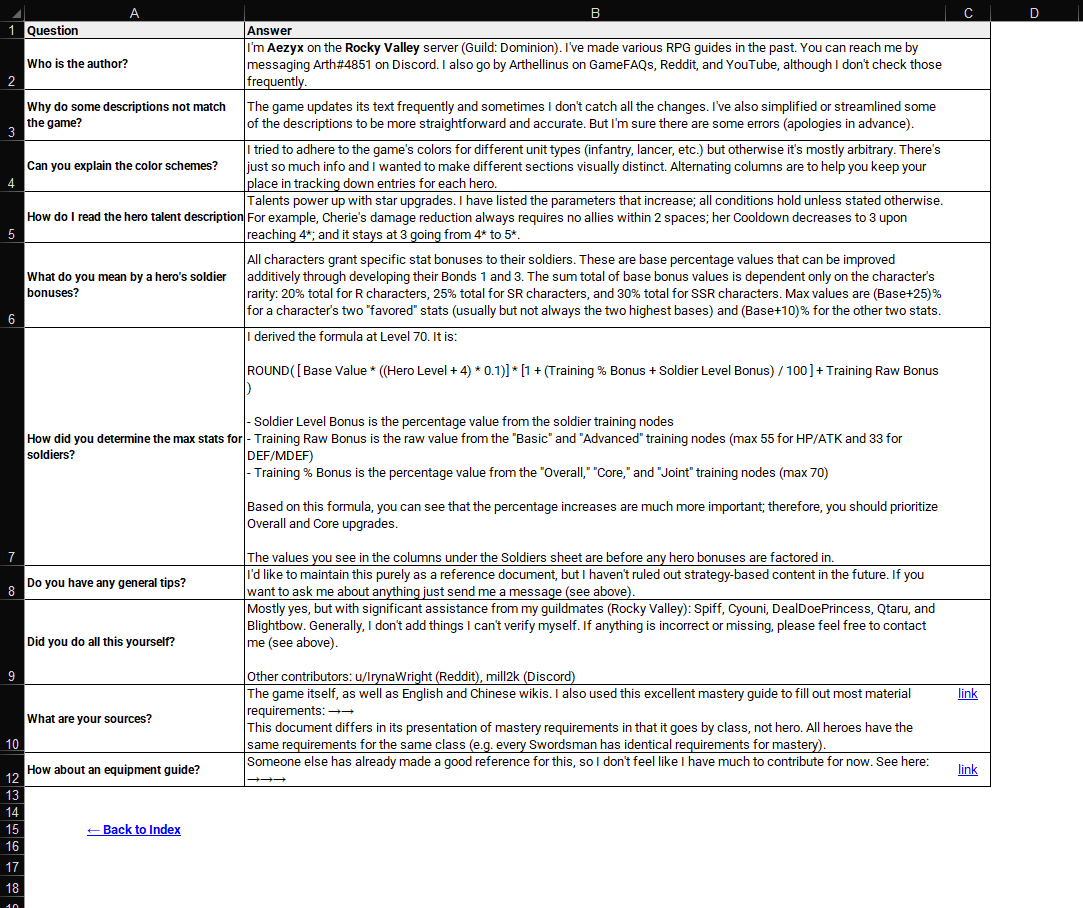 A B C D
1 Question Answer
2 Who is the author?
I'm Aezyx on the Rocky Valley server (Guild: Dominion). I've made various RPG guides in the past. You can reach me by
messaging Arth#4851 on Discord. I also go by Arthellinus on GameFAQs, Reddit, and YouTube, although I don't check those
frequently.
3 Why do some descriptions not match
the game?
The game updates its text frequently and sometimes I don't catch all the changes. I've also simplified or streamlined some
of the descriptions to be more straightforward and accurate. But I'm sure there are some errors (apologies in advance).
4 Can you explain the color schemes?
I tried to adhere to the game's colors for different unit types (infantry, lancer, etc.) but otherwise it's mostly arbitrary. There's
just so much info and I wanted to make different sections visually distinct. Alternating columns are to help you keep your
place in tracking down entries for each hero.
5 How do I read the hero talent description
Talents power up with star upgrades. I have listed the parameters that increase; all conditions hold unless stated otherwise.
For example, Cherie's damage reduction always requires no allies within 2 spaces; her Cooldown decreases to 3 upon
reaching 4*; and it stays at 3 going from 4* to 5*.
6 What do you mean by a hero's soldier
bonuses?
All characters grant specific stat bonuses to their soldiers. These are base percentage values that can be improved
additively through developing their Bonds 1 and 3. The sum total of base bonus values is dependent only on the character's
rarity: 20% total for R characters, 25% total for SR characters, and 30% total for SSR characters. Max values are (Base+25)%
for a character's two "favored" stats (usually but not always the two highest bases) and (Base+10)% for the other two stats.
7 How did you determine the max stats for
soldiers?
I derived the formula at Level 70. It is:
ROUND( [ Base Value * ((Hero Level + 4) * 0.1)] * [1 + (Training % Bonus + Soldier Level Bonus) / 100 ] + Training Raw Bonus
)
- Soldier Level Bonus is the percentage value from the soldier training nodes
- Training Raw Bonus is the raw value from the "Basic" and "Advanced" training nodes (max 55 for HP/ATK and 33 for
DEF/MDEF)
- Training % Bonus is the percentage value from the "Overall," "Core," and "Joint" training nodes (max 70)
Based on this formula, you can see that the percentage increases are much more important; therefore, you should prioritize
Overall and Core upgrades.
The values you see in the columns under the Soldiers sheet are before any hero bonuses are factored in.
8 Do you have any general tips?
I'd like to maintain this purely as a reference document, but I haven't ruled out strategy-based content in the future. If you
want to ask me about anything just send me a message (see above).
9 Did you do all this yourself?
Mostly yes, but with significant assistance from my guildmates (Rocky Valley): Spiff, Cyouni, DealDoePrincess, Qtaru, and
Blightbow. Generally, I don't add things I can't verify myself. If anything is incorrect or missing, please feel free to contact
me (see above).
Other contributors: u/IrynaWright (Reddit), mill2k (Discord)
10 What are your sources?
The game itself, as well as English and Chinese wikis. I also used this excellent mastery guide to fill out most material
requirements: →→
This document differs in its presentation of mastery requirements in that it goes by class, not hero. All heroes have the
same requirements for the same class (e.g. every Swordsman has identical requirements for mastery).
link
12 How about an equipment guide?
Someone else has already made a good reference for this, so I don't feel like I have much to contribute for now. See here:
→→→
link
13
14
15 ← Back to Index
16
17
18